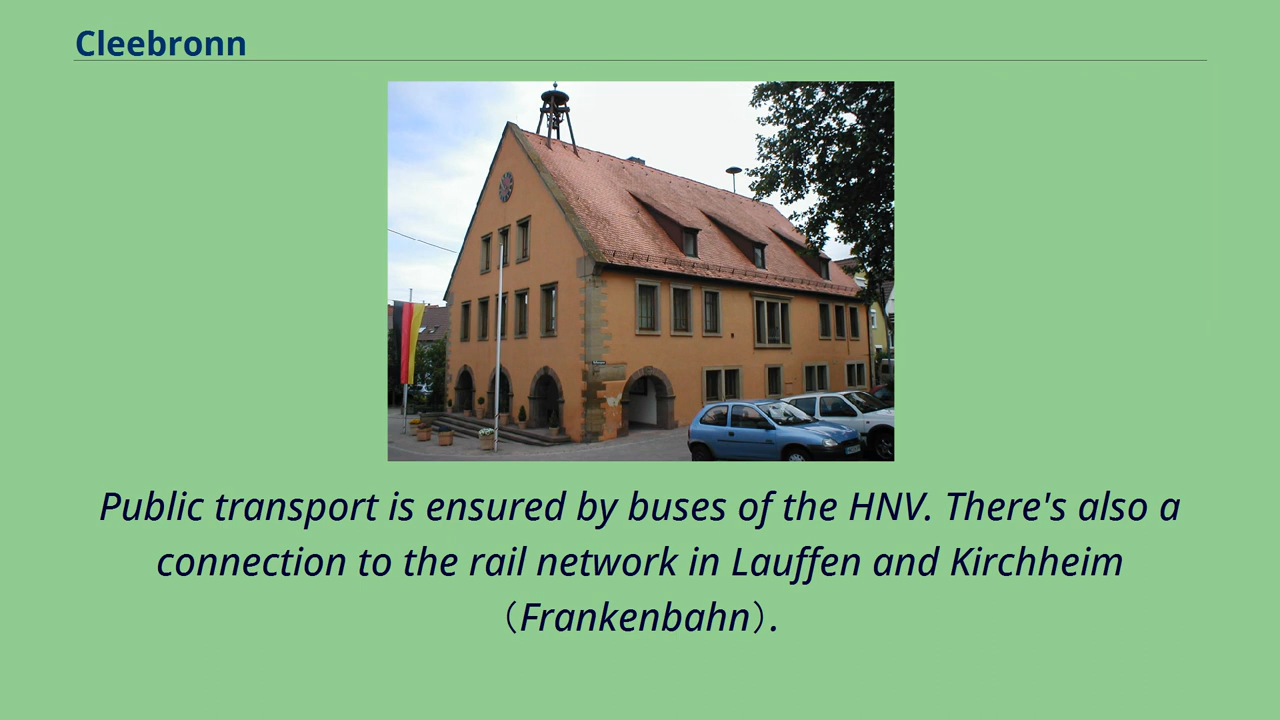 Cleebronn
Public transport is ensured by buses of the HNV. There's also a
connection to the rail network in Lauffen and Kirchheim
（Frankenbahn）.